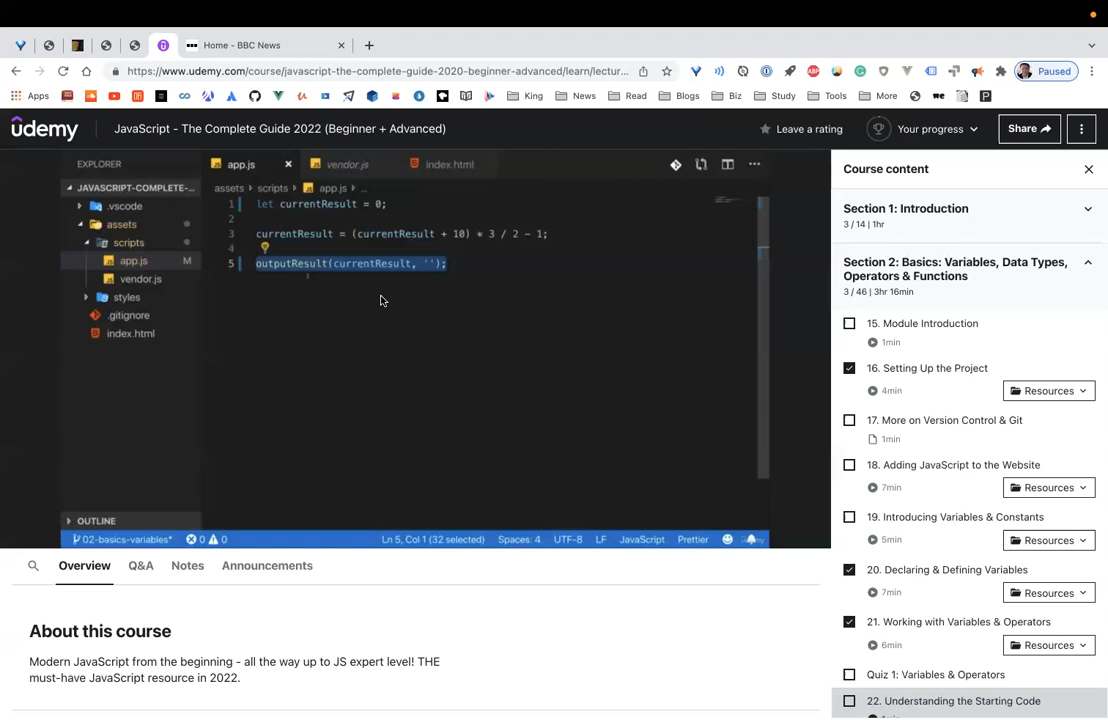 Home - BBC News
https://www.udemy.com/course/javascript-the-complete-guide-2020-beginner-advanced/learn/lectur...
ABP
Paused
Apps
King
News
Read
Blogs
Biz
Study
Tools
More
we
ûdemy
JavaScript - The Complete Guide 2022 (Beginner + Advanced)
Leave a rating
Your progress
Share
EXPLORER
app.js
vendor.js
index.html
JAVASCRIPT-COMPLETE-...
assets › scripts › app.js › ...
.vscode
assets
scripts
app.js M
vendor.js
styles
.gitignore
index.html
1 let currentResult = 0;
2
3 currentResult = (currentResult + 10) * 3 / 2 - 1;
4
5 outputResult(currentResult, '');
OUTLINE
02-basics-variables* 0 0
Ln 5, Col 1 (32 selected) Spaces: 4 UTF-8 LF JavaScript Prettier
Overview
Q&A
Notes
Announcements
About this course
Modern JavaScript from the beginning - all the way up to JS expert level! THE
must-have JavaScript resource in 2022.
Course content
Section 1: Introduction
3 / 14 | 1hr
Section 2: Basics: Variables, Data Types,
Operators & Functions
3 / 46 | 3hr 16min
15. Module Introduction
1min
16. Setting Up the Project
4min
Resources
17. More on Version Control & Git
1min
18. Adding JavaScript to the Website
7min
Resources
19. Introducing Variables & Constants
5min
Resources
20. Declaring & Defining Variables
7min
Resources
21. Working with Variables & Operators
6min
Resources
Quiz 1: Variables & Operators
22. Understanding the Starting Code